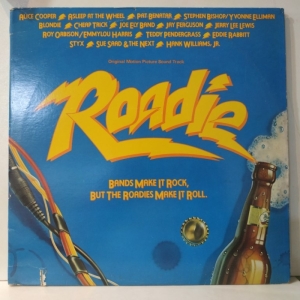 ALICE COOPER ASLEEP AT THE WHEEL PAT BENATAR STEPHEN BISHOP/YVONNE ELLIMAN
BLONDIE CHEAP TRICK JOE ELY BAND JAY FERGUSON JERRY LEE LEWIS
ROY ORBISON/EMMYLOU HARRIS TEDDY PENDERGRASS EDDIE RABBITT
STYX SUE SAAD & THE NEXT HANK WILLIAMS, JR.
Original Motion Picture Sound Track
Roadie
BANDS MAKE IT ROCK,
BUT THE ROADIES MAKE IT ROLL.